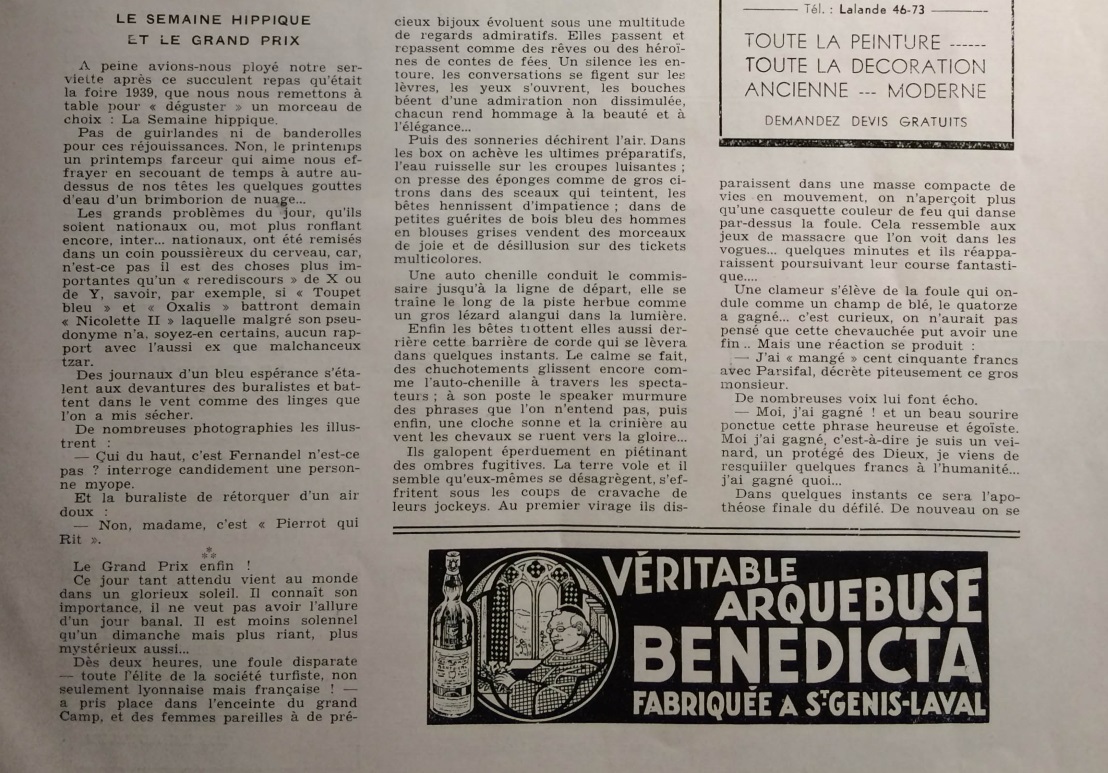 LE SEMAINE HIPPIQUE
ET LE GRAND PRIX
A peine avions-nous ployé notre ser-
viette après ce succulent repas qu'était
la foire 1939, que nous nous remettons à
table pour « déguster » un morceau de
choix : La Semaine hippique.
Pas de guirlandes ni de banderolles
pour ces réjouissances. Non, le printemps
un printemps farceur qui aime nous ef-
frayer en secouant de temps à autre au-
dessus de nos têtes les quelques gouttes
d'eau d'un brimborion de nuage...
Les grands problèmes du jour, qu'ils
soient nationaux ou, mot plus ronflant
encore, inter... nationaux, ont été remisés
dans un coin poussiéreux du cerveau, car,
n'est-ce pas il est des choses plus im-
portantes qu'un « rerediscours » de X ou
de Y, savoir, par exemple, si « Toupet
bleu » et « Oxalis » battront demain
« Nicolette II » laquelle malgré son pseu-
donyme n'a, soyez-en certains, aucun rap-
port avec l'aussi ex que malchanceux
tzar.
Des journaux d'un bleu espérance s'éta-
lent aux devantures des buralistes et bat-
tent dans le vent comme des linges que
l'on a mis sécher.
De nombreuses photographies les illus-
trent :
— Çui du haut, c'est Fernandel n'est-ce
pas ? interroge candidement une person-
ne myope.
Et la buraliste de rétorquer d'un air
doux :
— Non, madame, c'est « Pierrot qui
Rit ».
***
Le Grand Prix enfin !
Ce jour tant attendu vient au monde
dans un glorieux soleil. Il connaît son
importance, il ne veut pas avoir l'allure
d'un jour banal. Il est moins solennel
qu'un dimanche mais plus riant, plus
mystérieux aussi...
Dès deux heures, une foule disparate
— toute l'élite de la société turfiste, non
seulement lyonnaise mais française ! —
a pris place dans l'enceinte du grand
Camp, et des femmes pareilles à de pré-
cieux bijoux évoluent sous une multitude
de regards admiratifs. Elles passent et
repassent comme des rêves ou des héroï-
nes de contes de fées. Un silence les en-
toure, les conversations se figent sur les
lèvres, les yeux s'ouvrent, les bouches
béent d'une admiration non dissimulée,
chacun rend hommage à la beauté et à
l'élégance...
Puis des sonneries déchirent l'air. Dans
les box on achève les ultimes préparatifs,
l'eau ruisselle sur les croupes luisantes ;
on presse des éponges comme de gros ci-
trons dans des sceaux qui teintent, les
bêtes hennissent d'impatience ; dans de
petites guérites de bois bleu des hommes
en blouses grises vendent des morceaux
de joie et de désillusion sur des tickets
multicolores.
Une auto chenille conduit le commis-
saire jusqu'à la ligne de départ, elle se
traîne le long de la piste herbue comme
un gros lézard alangui dans la lumière.
Enfin les bêtes trottent elles aussi der-
rière cette barrière de corde qui se lèvera
dans quelques instants. Le calme se fait,
des chuchotements glissent encore com-
me l'auto-chenille à travers les specta-
teurs ; à son poste le speaker murmure
des phrases que l'on n'entend pas, puis
enfin, une cloche sonne et la crinière au
vent les chevaux se ruent vers la gloire...
Ils galopent éperduement en piétinant
des ombres fugitives. La terre vole et il
semble qu'eux-mêmes se désagrègent, s'ef-
fritent sous les coups de cravache de
leurs jockeys. Au premier virage ils dis-
Tél. : Lalande 46-73
TOUTE LA PEINTURE ------
TOUTE LA DECORATION
ANCIENNE --- MODERNE
DEMANDEZ DEVIS GRATUITS
paraissent dans une masse compacte de
vies en mouvement, on n'aperçoit plus
qu'une casquette couleur de feu qui danse
par-dessus la foule. Cela ressemble aux
jeux de massacre que l'on voit dans les
vogues... quelques minutes et ils réappa-
raissent poursuivant leur course fantasti-
que....
Une clameur s'élève de la foule qui on-
dule comme un champ de blé, le quatorze
a gagné... c'est curieux, on n'aurait pas
pensé que cette chevauchée put avoir une
fin .. Mais une réaction se produit :
— J'ai « mangé » cent cinquante francs
avec Parsifal, décrète piteusement ce gros
monsieur.
De nombreuses voix lui font écho.
— Moi, j'ai gagné ! et un beau sourire
ponctue cette phrase heureuse et égoïste.
Moi j'ai gagné, c'est-à-dire je suis un vei-
nard, un protégé des Dieux, je viens de
resquiller quelques francs à l'humanité...
j'ai gagné quoi...
Dans quelques instants ce sera l'apo-
théose finale du défilé. De nouveau on se
VÉRITABLE
ARQUEBUSE
BENEDICTA
FABRIQUÉE A ST-GENIS-LAVAL